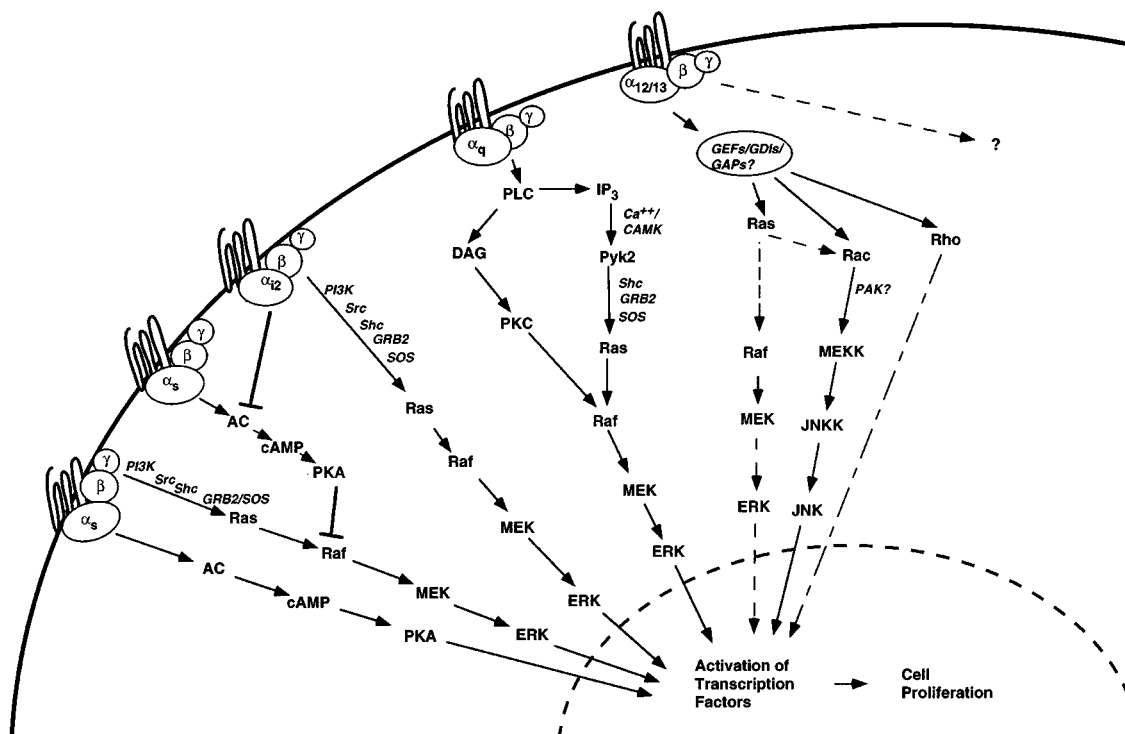 α12/13
β
γ
?
GEFs/GDIs/
GAPs?
αq
β
γ
PLC
IP3
Ca++/
CAMK
Ras
Rho
DAG
Pyk2
Rac
αi2
β
γ
PI3K
Src
Shc
GRB2
SOS
Shc
GRB2
SOS
PAK?
PKC
Ras
Raf
MEKK
αs
β
γ
AC
cAMP
PKA
Ras
Raf
MEK
JNKK
Raf
MEK
ERK
JNK
αs
β
γ
PI3K
Src
Shc
GRB2/SOS
Ras
Raf
MEK
ERK
MEK
ERK
AC
cAMP
PKA
Raf
MEK
ERK
Activation of
Transcription
Factors
Cell
Proliferation